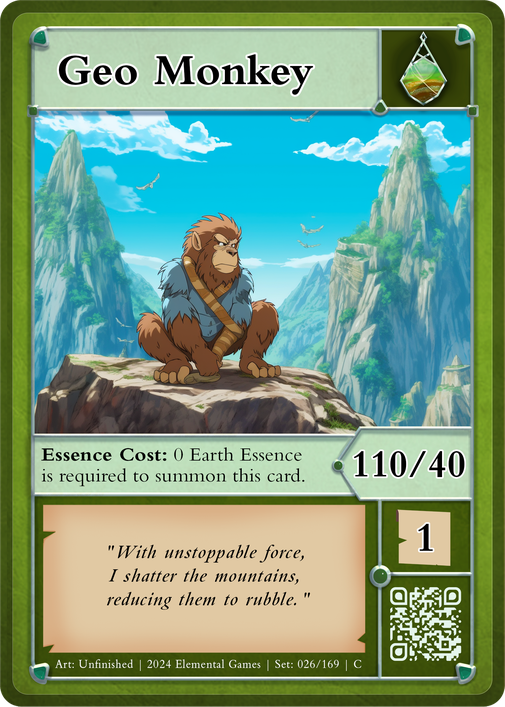 Geo Monkey
Essence Cost: 0 Earth Essence
is required to summon this card.
110/40
"With unstoppable force,
I shatter the mountains,
reducing them to rubble."
1
Art: Unfinished | 2024 Elemental Games | Set: 026/169 | C